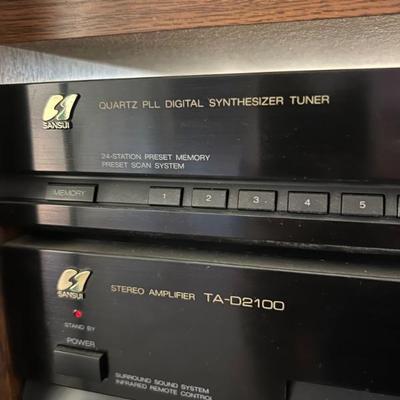 SANSUI
QUARTZ PLL DIGITAL SYNTHESIZER TUNER
24-STATION PRESET MEMORY
PRESET SCAN SYSTEM
MEMORY
1 2 3 4 5
SANSUI
STEREO AMPLIFIER TA-D2100
STAND BY
POWER
SURROUND SOUND SYSTEM
INFRARED REMOTE CONTROL